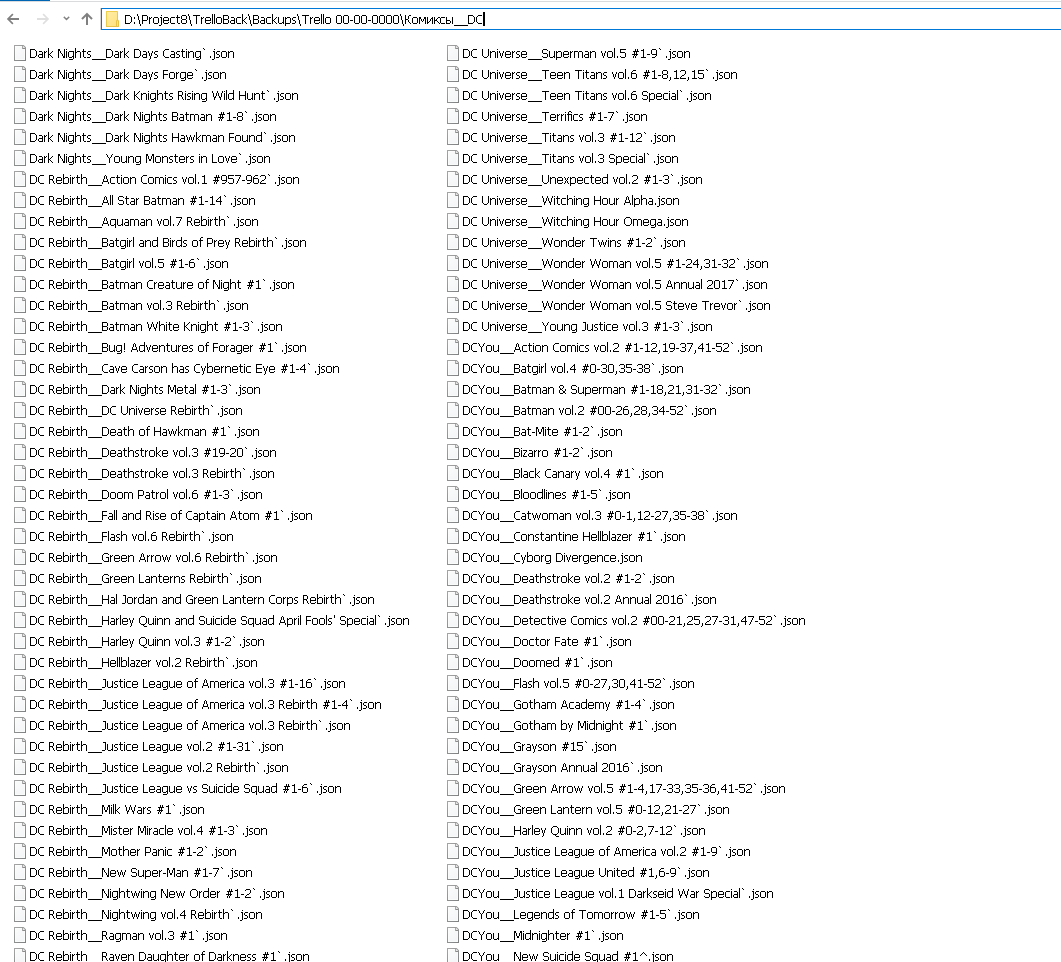 D:\Project8\TrelloBack\Backups\Trello 00-00-0000\Комиксы__DC
Dark Nights__Dark Days Casting`.json
Dark Nights__Dark Days Forge`.json
Dark Nights__Dark Knights Rising Wild Hunt`.json
Dark Nights__Dark Nights Batman #1-8`.json
Dark Nights__Dark Nights Hawkman Found`.json
Dark Nights__Young Monsters in Love`.json
DC Rebirth__Action Comics vol.1 #957-962`.json
DC Rebirth__All Star Batman #1-14`.json
DC Rebirth__Aquaman vol.7 Rebirth`.json
DC Rebirth__Batgirl and Birds of Prey Rebirth`.json
DC Rebirth__Batgirl vol.5 #1-6`.json
DC Rebirth__Batman Creature of Night #1`.json
DC Rebirth__Batman vol.3 Rebirth`.json
DC Rebirth__Batman White Knight #1-3`.json
DC Rebirth__Bug! Adventures of Forager #1`.json
DC Rebirth__Cave Carson has Cybernetic Eye #1-4`.json
DC Rebirth__Dark Nights Metal #1-3`.json
DC Rebirth__DC Universe Rebirth`.json
DC Rebirth__Death of Hawkman #1`.json
DC Rebirth__Deathstroke vol.3 #19-20`.json
DC Rebirth__Deathstroke vol.3 Rebirth`.json
DC Rebirth__Doom Patrol vol.6 #1-3`.json
DC Rebirth__Fall and Rise of Captain Atom #1`.json
DC Rebirth__Flash vol.6 Rebirth`.json
DC Rebirth__Green Arrow vol.6 Rebirth`.json
DC Rebirth__Green Lanterns Rebirth`.json
DC Rebirth__Hal Jordan and Green Lantern Corps Rebirth`.json
DC Rebirth__Harley Quinn and Suicide Squad April Fools' Special`.json
DC Rebirth__Harley Quinn vol.3 #1-2`.json
DC Rebirth__Hellblazer vol.2 Rebirth`.json
DC Rebirth__Justice League of America vol.3 #1-16`.json
DC Rebirth__Justice League of America vol.3 Rebirth #1-4`.json
DC Rebirth__Justice League of America vol.3 Rebirth`.json
DC Rebirth__Justice League vol.2 #1-31`.json
DC Rebirth__Justice League vol.2 Rebirth`.json
DC Rebirth__Justice League vs Suicide Squad #1-6`.json
DC Rebirth__Milk Wars #1`.json
DC Rebirth__Mister Miracle vol.4 #1-3`.json
DC Rebirth__Mother Panic #1-2`.json
DC Rebirth__New Super-Man #1-7`.json
DC Rebirth__Nightwing New Order #1-2`.json
DC Rebirth__Nightwing vol.4 Rebirth`.json
DC Rebirth__Ragman vol.3 #1`.json
DC Rebirth__Raven Daughter of Darkness #1`.json
DC Universe__Superman vol.5 #1-9`.json
DC Universe__Teen Titans vol.6 #1-8,12,15`.json
DC Universe__Teen Titans vol.6 Special`.json
DC Universe__Terrifics #1-7`.json
DC Universe__Titans vol.3 #1-12`.json
DC Universe__Titans vol.3 Special`.json
DC Universe__Unexpected vol.2 #1-3`.json
DC Universe__Witching Hour Alpha.json
DC Universe__Witching Hour Omega.json
DC Universe__Wonder Twins #1-2`.json
DC Universe__Wonder Woman vol.5 #1-24,31-32`.json
DC Universe__Wonder Woman vol.5 Annual 2017`.json
DC Universe__Wonder Woman vol.5 Steve Trevor`.json
DC Universe__Young Justice vol.3 #1-3`.json
DCYou__Action Comics vol.2 #1-12,19-37,41-52`.json
DCYou__Batgirl vol.4 #0-30,35-38`.json
DCYou__Batman & Superman #1-18,21,31-32`.json
DCYou__Batman vol.2 #00-26,28,34-52`.json
DCYou__Bat-Mite #1-2`.json
DCYou__Bizarro #1-2`.json
DCYou__Black Canary vol.4 #1`.json
DCYou__Bloodlines #1-5`.json
DCYou__Catwoman vol.3 #0-1,12-27,35-38`.json
DCYou__Constantine Hellblazer #1`.json
DCYou__Cyborg Divergence.json
DCYou__Deathstroke vol.2 #1-2`.json
DCYou__Deathstroke vol.2 Annual 2016`.json
DCYou__Detective Comics vol.2 #00-21,25,27-31,47-52`.json
DCYou__Doctor Fate #1`.json
DCYou__Doomed #1`.json
DCYou__Flash vol.5 #0-27,30,41-52`.json
DCYou__Gotham Academy #1-4`.json
DCYou__Gotham by Midnight #1`.json
DCYou__Grayson #15`.json
DCYou__Grayson Annual 2016`.json
DCYou__Green Arrow vol.5 #1-4,17-33,35-36,41-52`.json
DCYou__Green Lantern vol.5 #0-12,21-27`.json
DCYou__Harley Quinn vol.2 #0-2,7-12`.json
DCYou__Justice League of America vol.2 #1-9`.json
DCYou__Justice League United #1,6-9`.json
DCYou__Justice League vol.1 Darkseid War Special`.json
DCYou__Legends of Tomorrow #1-5`.json
DCYou__Midnighter #1`.json
DCYou__New Suicide Squad #1^.json